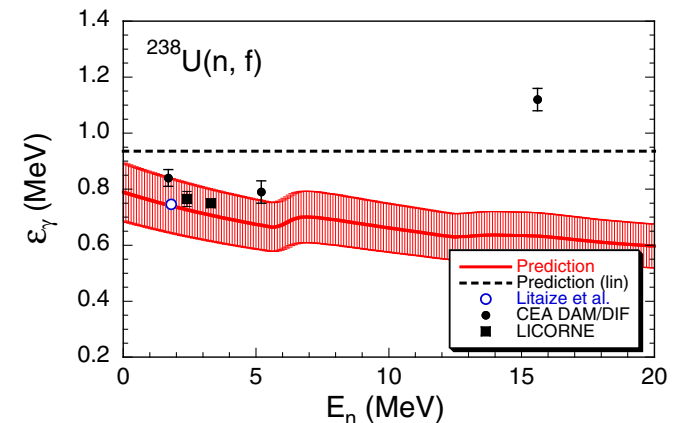 1.4
²³⁸U(n, f)
1.2
1.0
0.8
0.6
0.4
0.2
ε_γ (MeV)
Prediction
Prediction (lin)
Litaize et al.
CEA DAM/DIF
LICORNE
0 5 10 15 20
E_n (MeV)